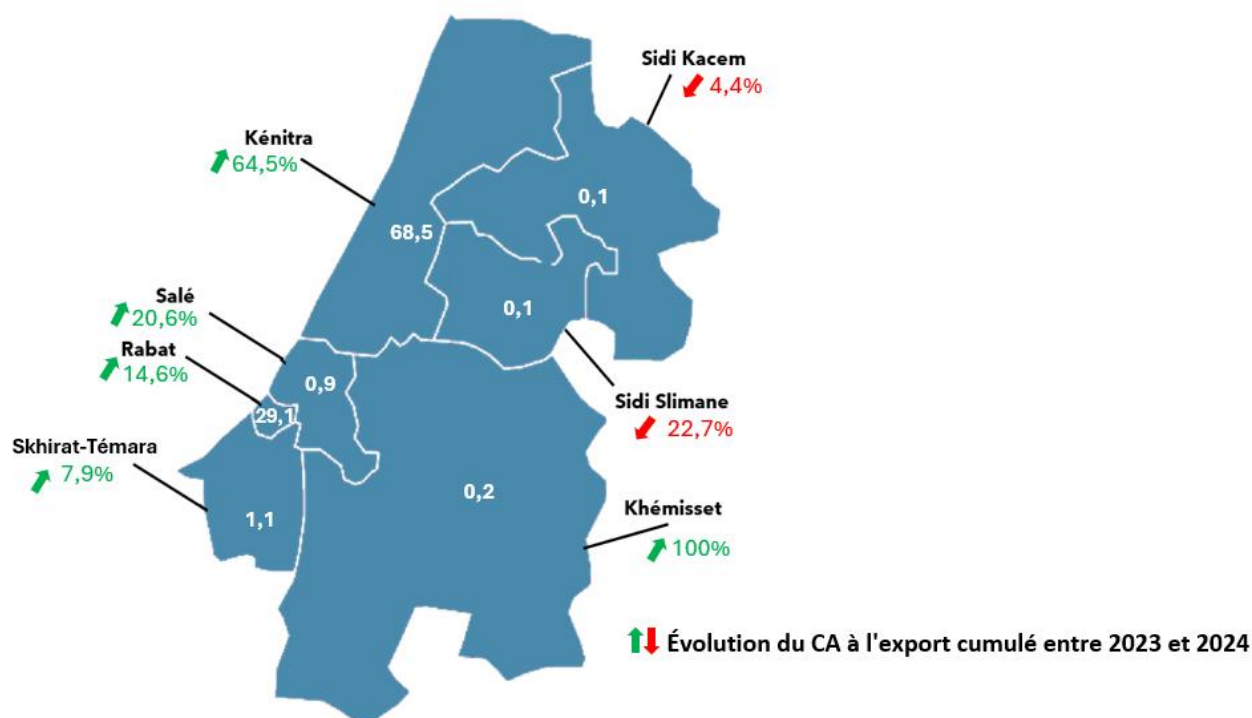 Sidi Kacem
4,4%
Kénitra
64,5%
0,1
68,5
Salé
20,6%
0,1
Rabat
14,6%
0,9
Sidi Slimane
22,7%
29,1
Skhirat-Témara
7,9%
0,2
Khémisset
100%
1,1
Évolution du CA à l'export cumulé entre 2023 et 2024